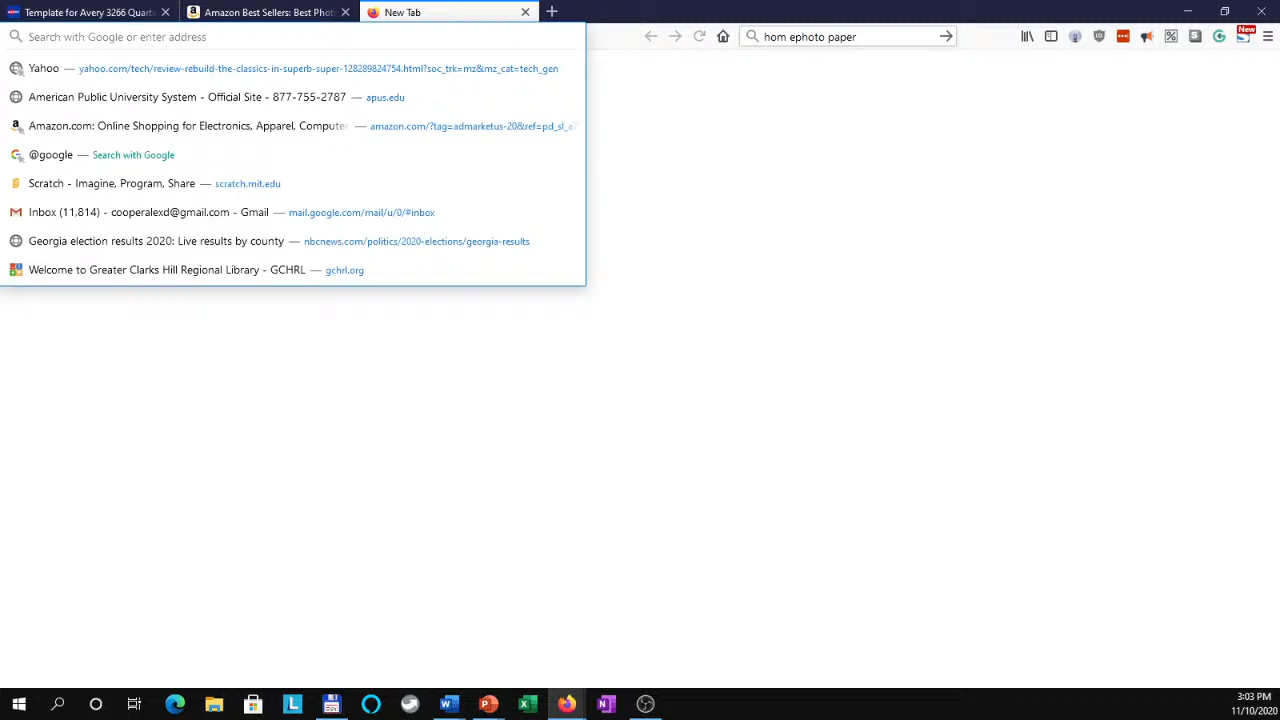 Template for Avery 3266 Quarte
Amazon Best Sellers: Best Phot
New Tab
Search with Google or enter address
hom ephoto paper
New
Yahoo — yahoo.com/tech/review-rebuild-the-classics-in-superb-super-128289824754.html?soc_trk=mz&mz_cat=tech_gen
American Public University System - Official Site - 877-755-2787 — apus.edu
Amazon.com: Online Shopping for Electronics, Apparel, Computer — amazon.com/?tag=admarketus-20&ref=pd_sl_a7
@google — Search with Google
Scratch - Imagine, Program, Share — scratch.mit.edu
Inbox (11,814) - cooperalexd@gmail.com - Gmail — mail.google.com/mail/u/0/#inbox
Georgia election results 2020: Live results by county — nbcnews.com/politics/2020-elections/georgia-results
Welcome to Greater Clarks Hill Regional Library - GCHRL — gchrl.org
3:03 PM
11/10/2020